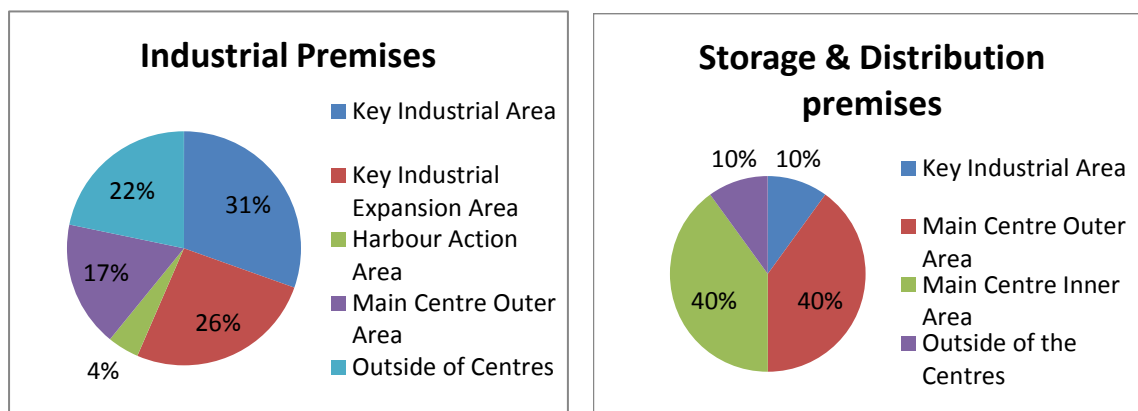 Industrial Premises
Key Industrial Area
Key Industrial
Expansion Area
Harbour Action
Area
Main Centre Outer
Area
Outside of Centres
31%
26%
4%
17%
22%
Storage & Distribution
premises
Key Industrial Area
Main Centre Outer
Area
Main Centre Inner
Area
Outside of the
Centres
10%
40%
40%
10%